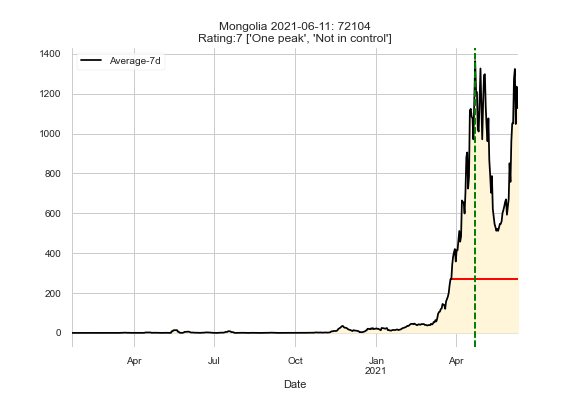 Mongolia 2021-06-11: 72104
Rating:7 ['One peak', 'Not in control']
Average-7d
1400
1200
1000
800
600
400
200
0
Apr Jul Oct Jan Apr
2021
Date